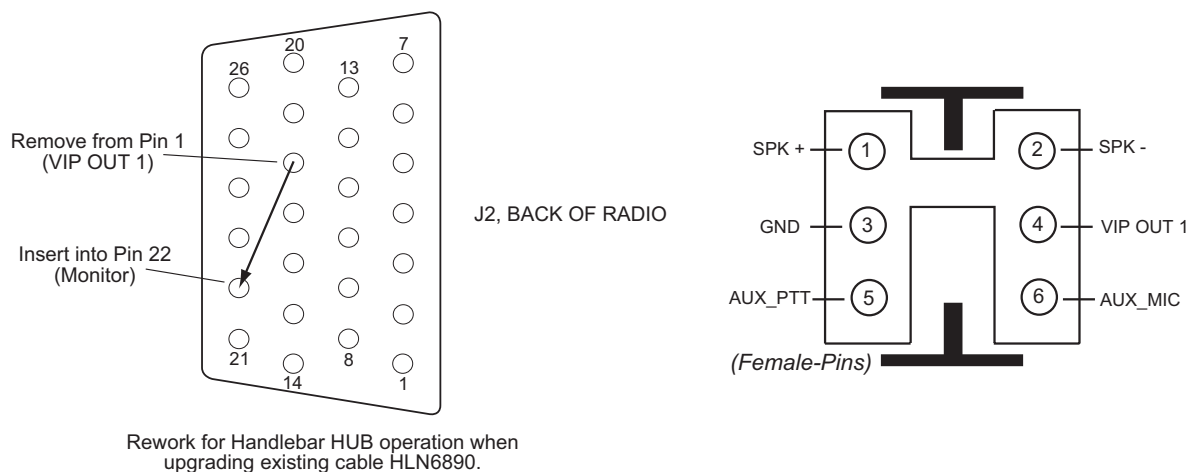 20
7
26
13
Remove from Pin 1
(VIP OUT 1)
J2, BACK OF RADIO
Insert into Pin 22
(Monitor)
21
14
8
1
Rework for Handlebar HUB operation when
upgrading existing cable HLN6890.
SPK +
1
2
SPK -
GND
3
4
VIP OUT 1
AUX_PTT
5
6
AUX_MIC
(Female-Pins)